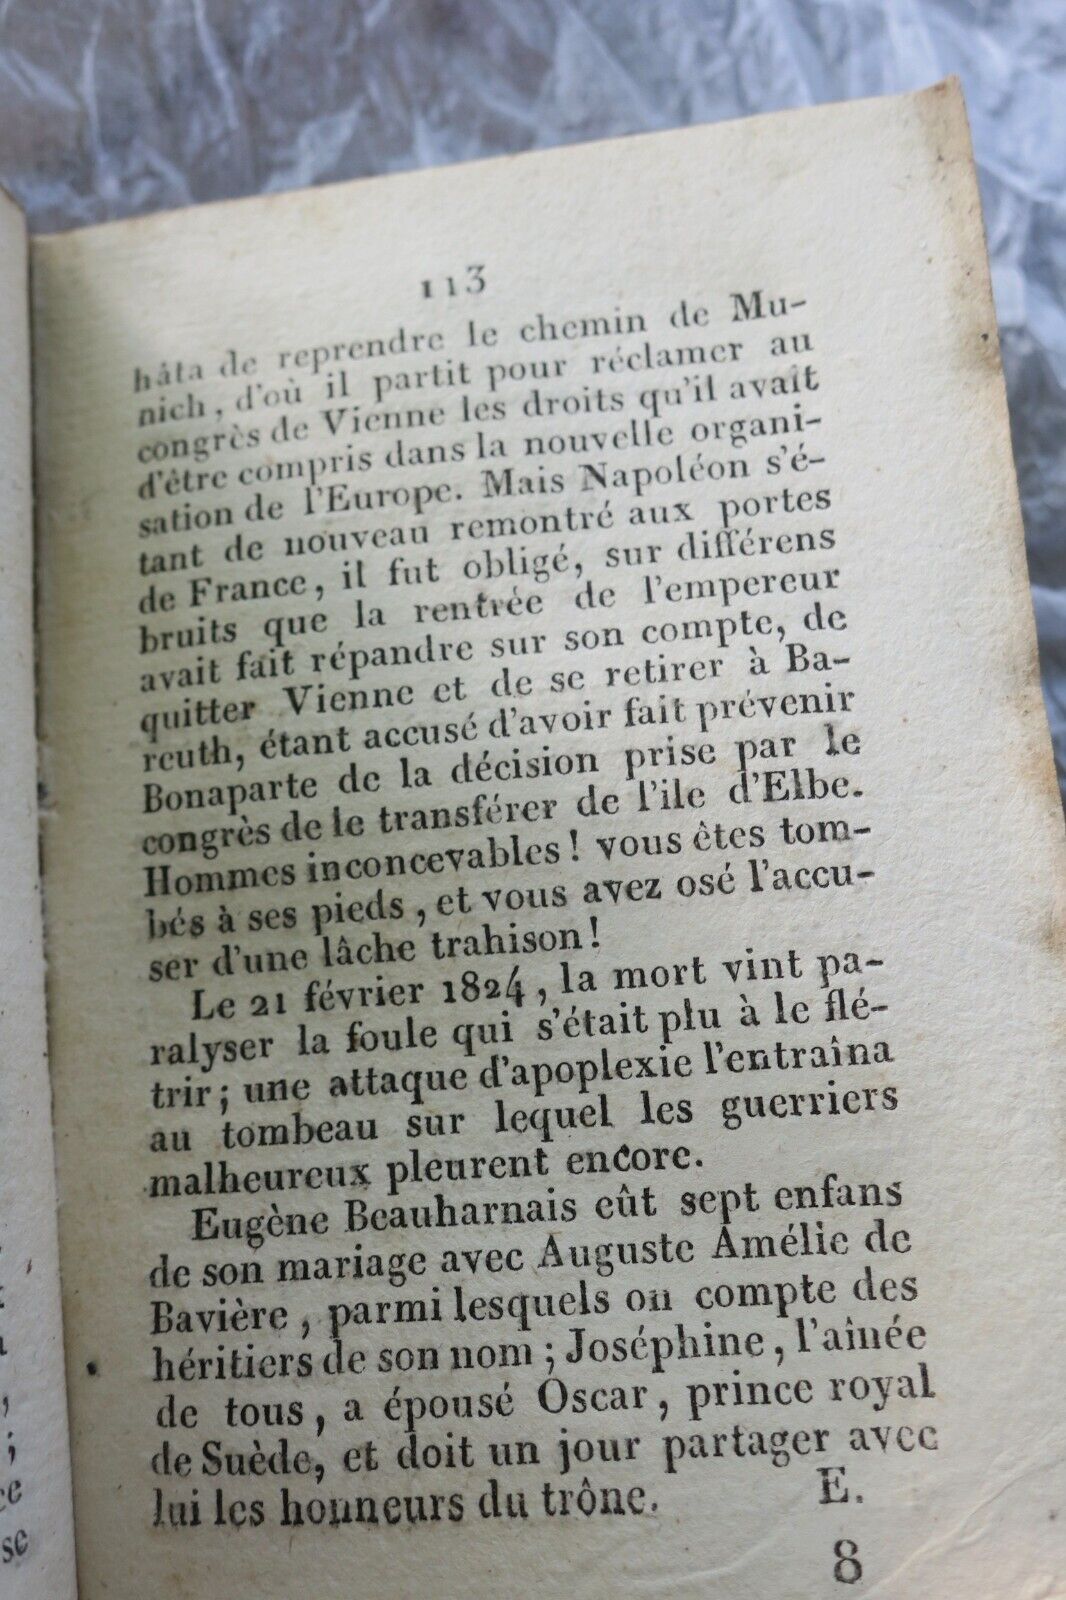 113
hâta de reprendre le chemin de Mu-
nich, d'où il partit pour réclamer au
congrès de Vienne les droits qu'il avait
d'être compris dans la nouvelle organi-
sation de l'Europe. Mais Napoléon s'é-
tant de nouveau remontré aux portes
de France, il fut obligé, sur différens
bruits que la rentrée de l'empereur
avait fait répandre sur son compte, de
quitter Vienne et de se retirer à Ba-
reuth, étant accusé d'avoir fait prévenir
Bonaparte de la décision prise par le
congrès de le transférer de l'ile d'Elbe.
Hommes inconcevables! vous êtes tom-
bés à ses pieds, et vous avez osé l'accu-
ser d'une lâche trahison!
Le 21 février 1824, la mort vint pa-
ralyser la foule qui s'était plu à le flé-
trir; une attaque d'apoplexie l'entraîna
au tombeau sur lequel les guerriers
malheureux pleurent encore.
Eugène Beauharnais eût sept enfans
de son mariage avec Auguste Amélie de
Bavière, parmi lesquels on compte des
héritiers de son nom; Joséphine, l'aînée
de tous, a épousé Oscar, prince royal
de Suède, et doit un jour partager avec
lui les honneurs du trône.
E.
8